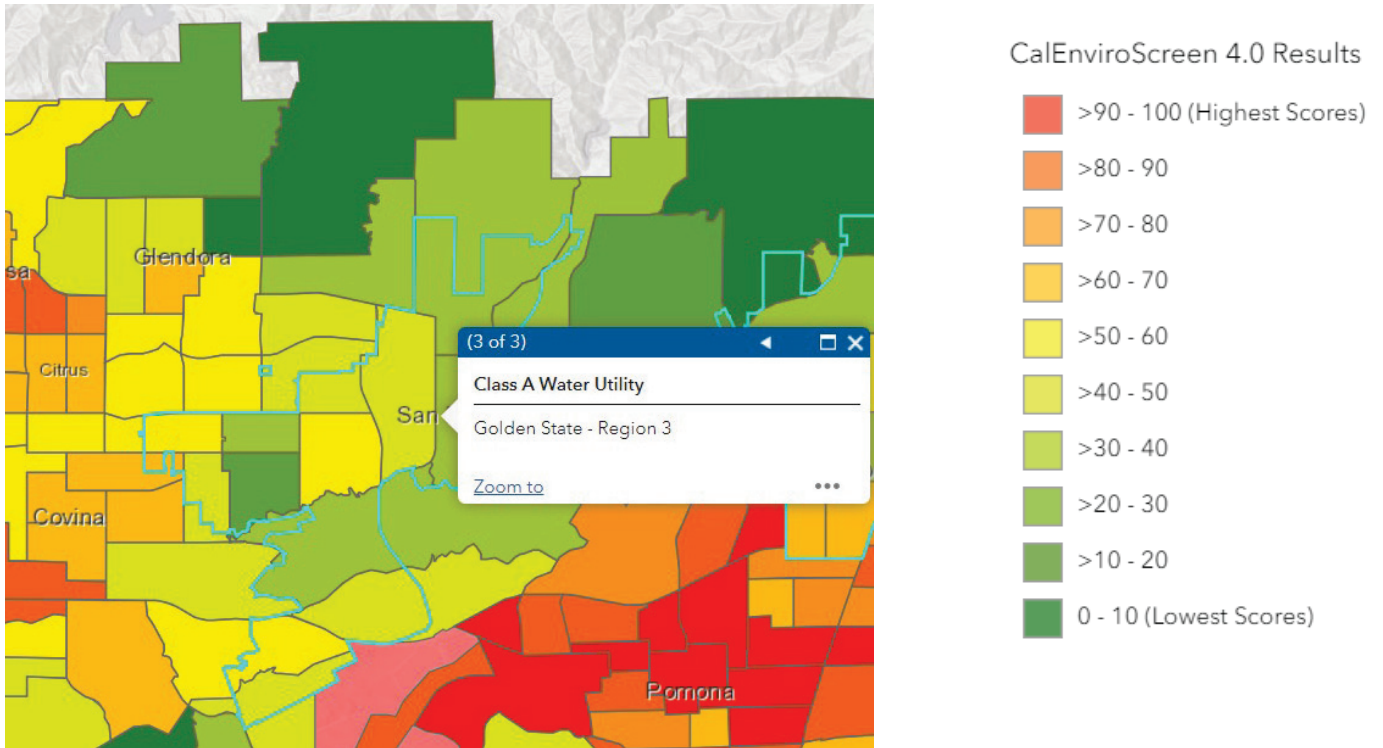 Glendora
sa
Citrus
San
Covina
Pomona
(3 of 3)
Class A Water Utility
Golden State - Region 3
Zoom to
CalEnviroScreen 4.0 Results
>90 - 100 (Highest Scores)
>80 - 90
>70 - 80
>60 - 70
>50 - 60
>40 - 50
>30 - 40
>20 - 30
>10 - 20
0 - 10 (Lowest Scores)